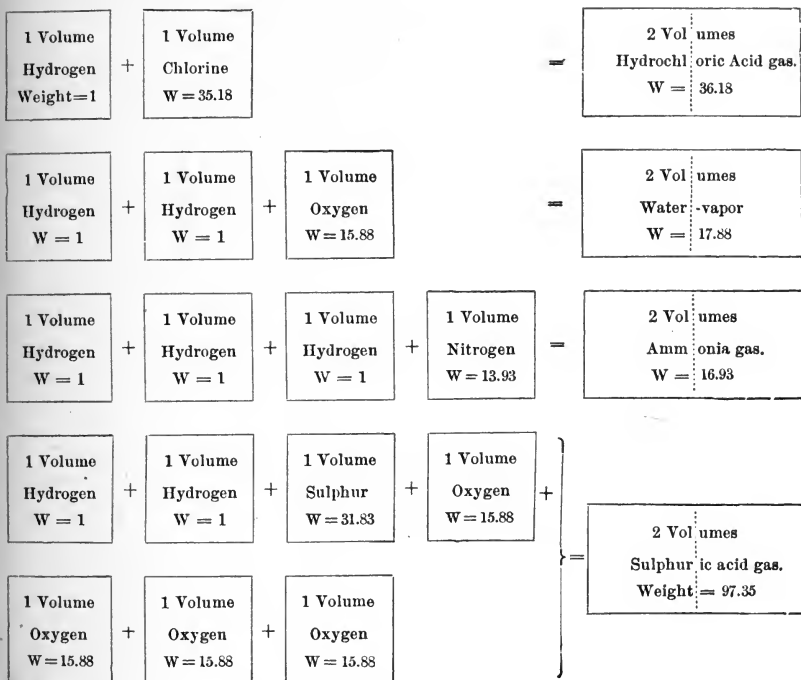 1 Volume
Hydrogen
Weight=1
+
1 Volume
Chlorine
W = 35.18
=
2 Volumes
Hydrochloric Acid gas.
W = 36.18
1 Volume
Hydrogen
W = 1
+
1 Volume
Hydrogen
W = 1
+
1 Volume
Oxygen
W = 15.88
=
2 Volumes
Water-vapor
W = 17.88
1 Volume
Hydrogen
W = 1
+
1 Volume
Hydrogen
W = 1
+
1 Volume
Hydrogen
W = 1
+
1 Volume
Nitrogen
W = 13.93
=
2 Volumes
Ammonia gas.
W = 16.93
1 Volume
Hydrogen
W = 1
+
1 Volume
Hydrogen
W = 1
+
1 Volume
Sulphur
W = 31.83
+
1 Volume
Oxygen
W = 15.88
+
1 Volume
Oxygen
W = 15.88
+
1 Volume
Oxygen
W = 15.88
+
1 Volume
Oxygen
W = 15.88
=
2 Volumes
Sulphuric acid gas.
Weight = 97.35